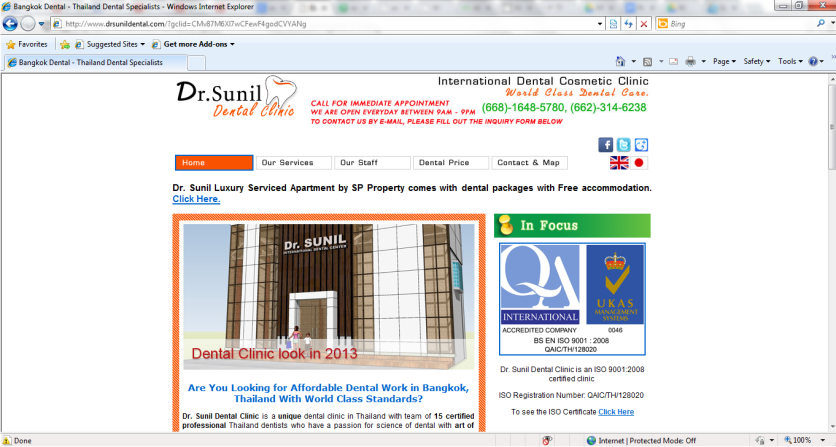 Bangkok Dental - Thailand Dental Specialists - Windows Internet Explorer
http://www.drsunildental.com/?gclid=CMv87M6Xl7wCFewF4godCVYANg
Bing
Favorites
Suggested Sites
Get more Add-ons
Bangkok Dental - Thailand Dental Specialists
Page
Safety
Tools
Dr.Sunil
Dental Clinic
International Dental Cosmetic Clinic
World Class Dental Care.
CALL FOR IMMEDIATE APPOINTMENT
WE ARE OPEN EVERYDAY BETWEEN 9AM - 9PM
(668)-1648-5780, (662)-314-6238
TO CONTACT US BY E-MAIL, PLEASE FILL OUT THE INQUIRY FORM BELOW
Home
Our Services
Our Staff
Dental Price
Contact & Map
Dr. Sunil Luxury Serviced Apartment by SP Property comes with dental packages with Free accommodation.
Click Here.
Dr. SUNIL
INTERNATIONAL DENTAL CENTER
Dental Clinic look in 2013
Are You Looking for Affordable Dental Work in Bangkok,
Thailand With World Class Standards?
Dr. Sunil Dental Clinic is a unique dental clinic in Thailand with team of 15 certified
professional Thailand dentists who have a passion for science of dental with art of
In Focus
QA
INTERNATIONAL
UKAS
MANAGEMENT
SYSTEMS
ACCREDITED COMPANY
0046
BS EN ISO 9001 : 2008
QAIC/TH/128020
Dr. Sunil Dental Clinic is an ISO 9001:2008
certified clinic
ISO Registration Number: QAIC/TH/128020
To see the ISO Certificate Click Here
Done
Internet | Protected Mode: Off
100%